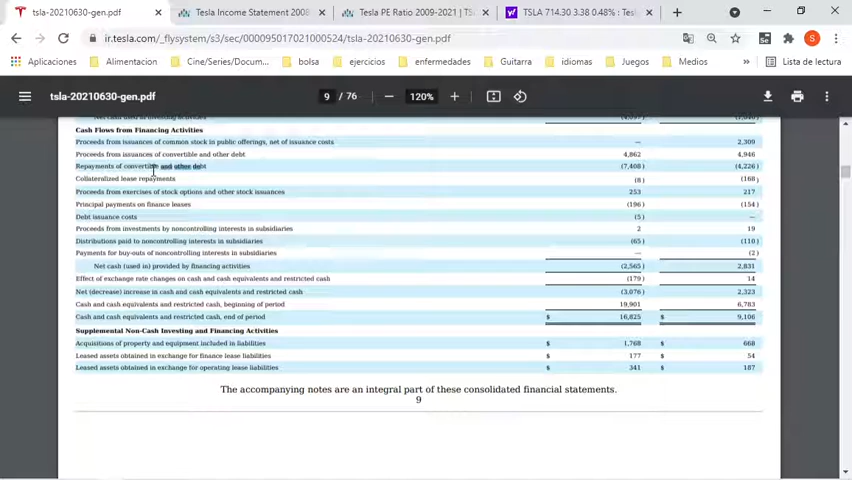 tsla-20210630-gen.pdf
Tesla Income Statement 2008
Tesla PE Ratio 2009-2021 | TS
TSLA 714.30 3.38 0.48% : Te
ir.tesla.com/_flysystem/s3/sec/000095017021000524/tsla-20210630-gen.pdf
Aplicaciones Alimentacion Cine/Series/Docum... bolsa ejercicios enfermedades Guitarra idiomas Juegos Medios Lista de lectura
tsla-20210630-gen.pdf 9 / 76 120%
Net cash used in investing activities
Cash Flows from Financing Activities
Proceeds from issuances of common stock in public offerings, net of issuance costs — 2,309
Proceeds from issuances of convertible and other debt 4,862 4,946
Repayments of convertible and other debt (7,408) (4,226)
Collateralized lease repayments (8) (168)
Proceeds from exercises of stock options and other stock issuances 253 217
Principal payments on finance leases (196) (154)
Debt issuance costs (5) —
Proceeds from investments by noncontrolling interests in subsidiaries 2 19
Distributions paid to noncontrolling interests in subsidiaries (65) (110)
Payments for buy-outs of noncontrolling interests in subsidiaries — (2)
Net cash (used in) provided by financing activities (2,565) 2,831
Effect of exchange rate changes on cash and cash equivalents and restricted cash (179) 14
Net (decrease) increase in cash and cash equivalents and restricted cash (3,076) 2,323
Cash and cash equivalents and restricted cash, beginning of period 19,901 6,783
Cash and cash equivalents and restricted cash, end of period $ 16,825 $ 9,106
Supplemental Non-Cash Investing and Financing Activities
Acquisitions of property and equipment included in liabilities $ 1,768 $ 668
Leased assets obtained in exchange for finance lease liabilities $ 177 $ 54
Leased assets obtained in exchange for operating lease liabilities $ 341 $ 187
The accompanying notes are an integral part of these consolidated financial statements.
9